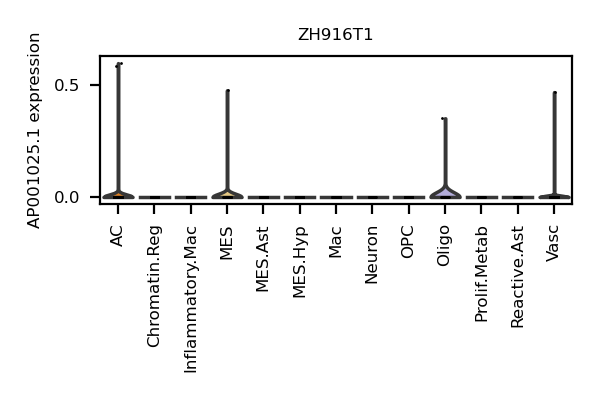 ZH916T1
AP001025.1 expression
0.5
0.0
AC
Chromatin.Reg
Inflammatory.Mac
MES
MES.Ast
MES.Hyp
Mac
Neuron
OPC
Oligo
Prolif.Metab
Reactive.Ast
Vasc